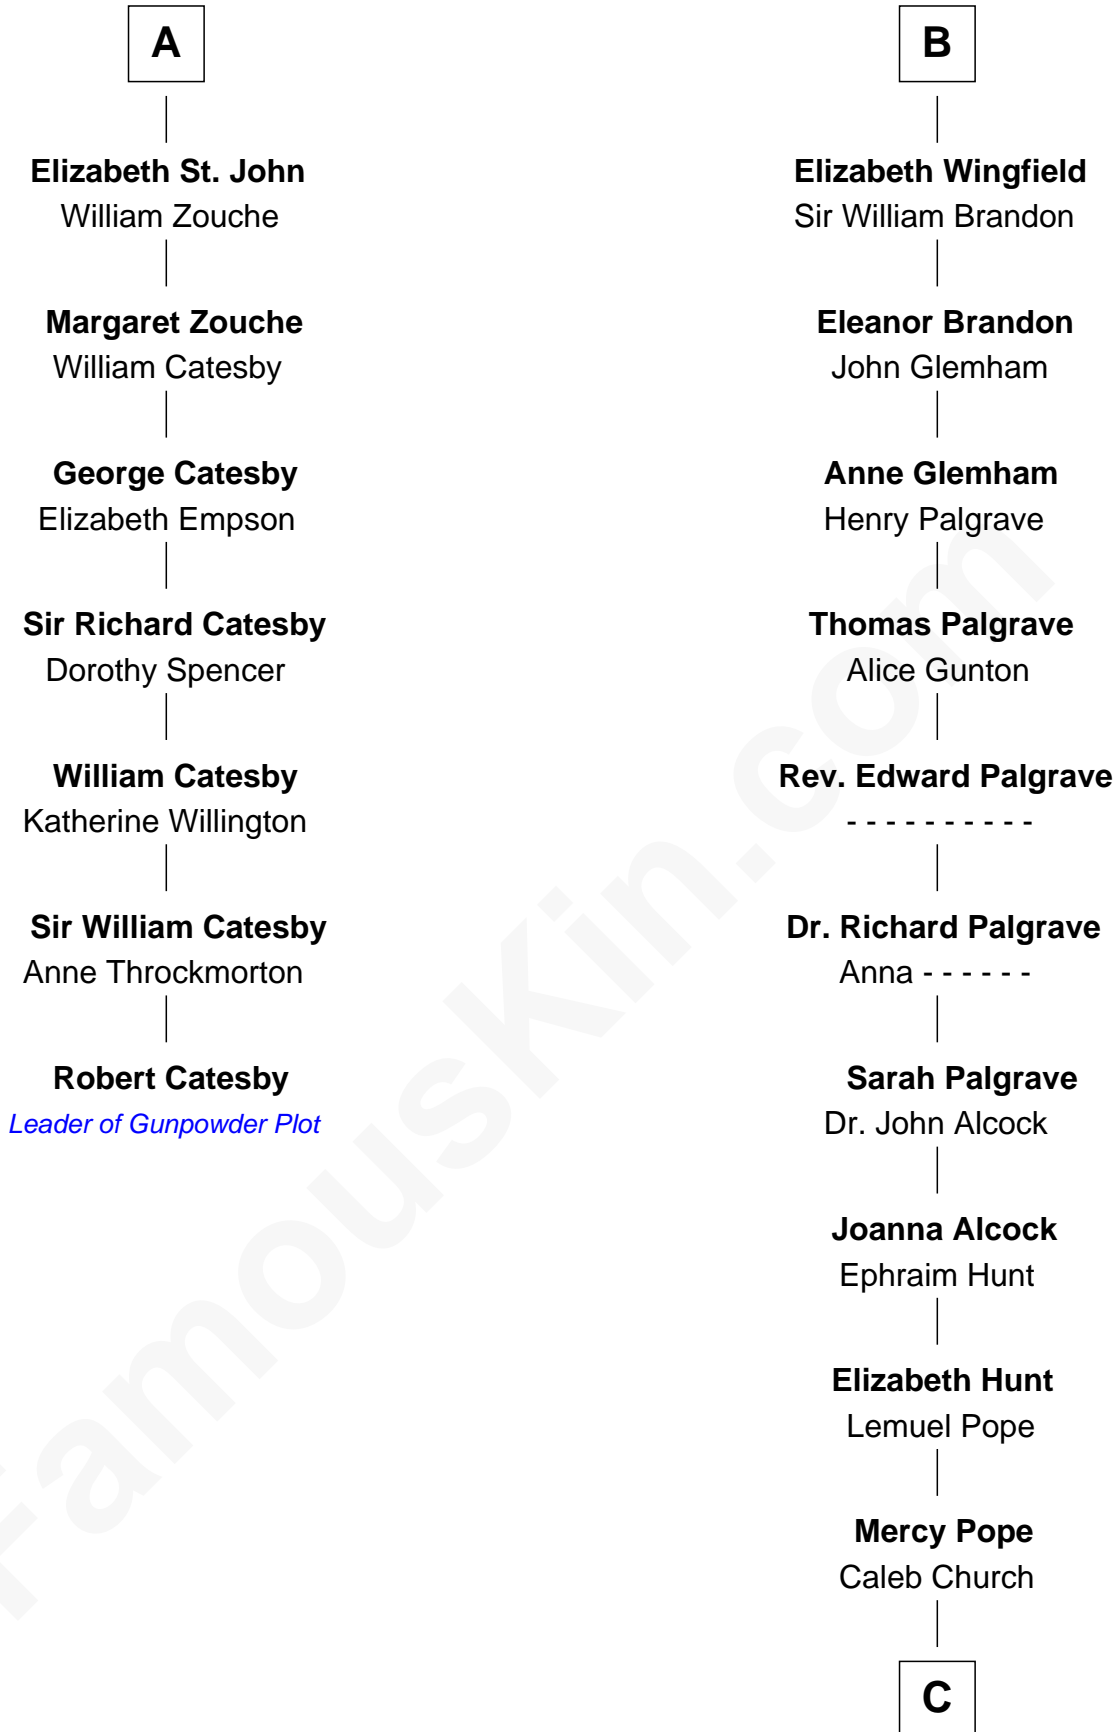 A
Elizabeth St. John
William Zouche
Margaret Zouche
William Catesby
George Catesby
Elizabeth Empson
Sir Richard Catesby
Dorothy Spencer
William Catesby
Katherine Willington
Sir William Catesby
Anne Throckmorton
Robert Catesby
Leader of Gunpowder Plot
B
Elizabeth Wingfield
Sir William Brandon
Eleanor Brandon
John Glemham
Anne Glemham
Henry Palgrave
Thomas Palgrave
Alice Gunton
Rev. Edward Palgrave
- - - - - - - - - -
Dr. Richard Palgrave
Anna - - - - - -
Sarah Palgrave
Dr. John Alcock
Joanna Alcock
Ephraim Hunt
Elizabeth Hunt
Lemuel Pope
Mercy Pope
Caleb Church
C
FamousKin.com